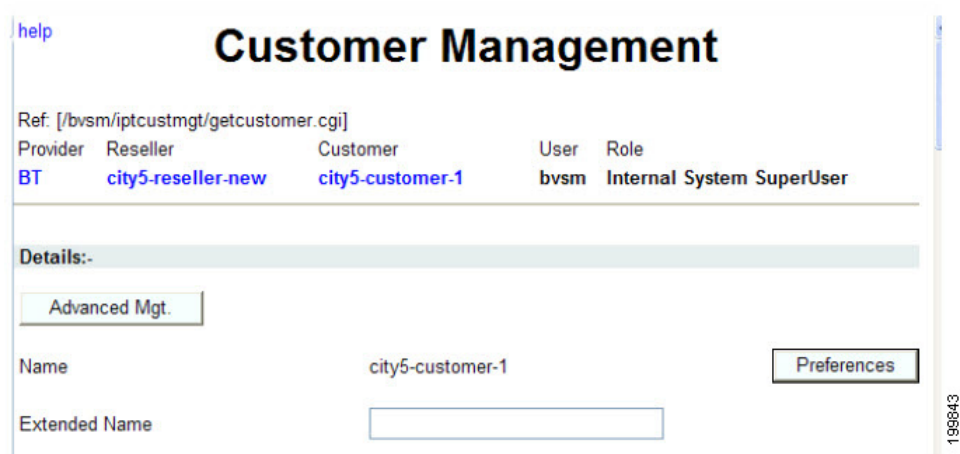 help
Customer Management
Ref: [/bvsm/iptcustmgt/getcustomer.cgi]
Provider Reseller Customer User Role
BT city5-reseller-new city5-customer-1 bvsm Internal System SuperUser
Details:-
Advanced Mgt.
Name city5-customer-1 Preferences
Extended Name
199843